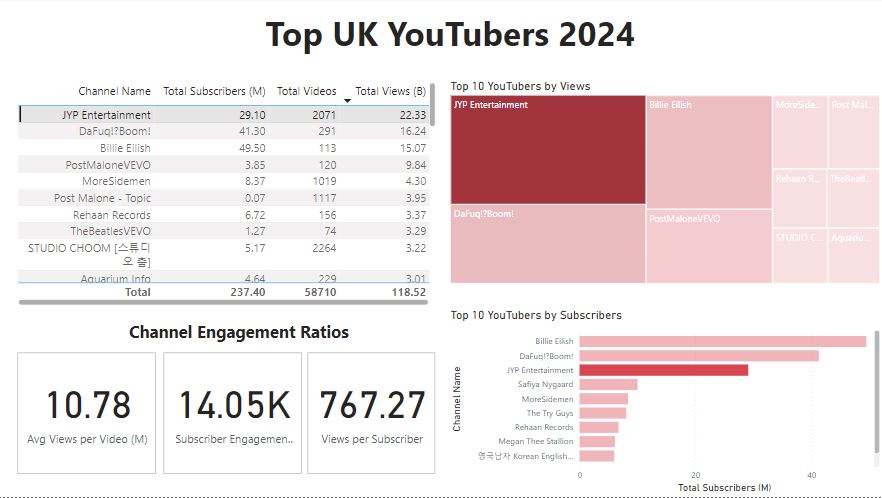 Top UK YouTubers 2024
Channel Name Total Subscribers (M) Total Videos Total Views (B)
JYP Entertainment 29.10 2071 22.33
DaFuq!?Boom! 41.30 291 16.24
Billie Eilish 49.50 113 15.07
PostMaloneVEVO 3.85 120 9.84
MoreSidemen 8.37 1019 4.30
Post Malone - Topic 0.07 1117 3.95
Rehaan Records 6.72 156 3.37
TheBeatlesVEVO 1.27 74 3.29
STUDIO CHOOM [스튜디 5.17 2264 3.22
오 춤]
Aquarium Info 4.64 229 3.01
Total 237.40 58710 118.52
Channel Engagement Ratios
10.78
Avg Views per Video (M)
14.05K
Subscriber Engagemen..
767.27
Views per Subscriber
Top 10 YouTubers by Views
JYP Entertainment
DaFuq!?Boom!
Billie Eilish
PostMaloneVEVO
MoreSide...
Post Mal...
Rehaan R...
TheBeatl...
STUDIO C...
Aquariu...
Top 10 YouTubers by Subscribers
Channel Name
Billie Eilish
DaFuq!?Boom!
JYP Entertainment
Safiya Nygaard
MoreSidemen
The Try Guys
Rehaan Records
Megan Thee Stallion
영국남자 Korean English...
0 20 40
Total Subscribers (M)